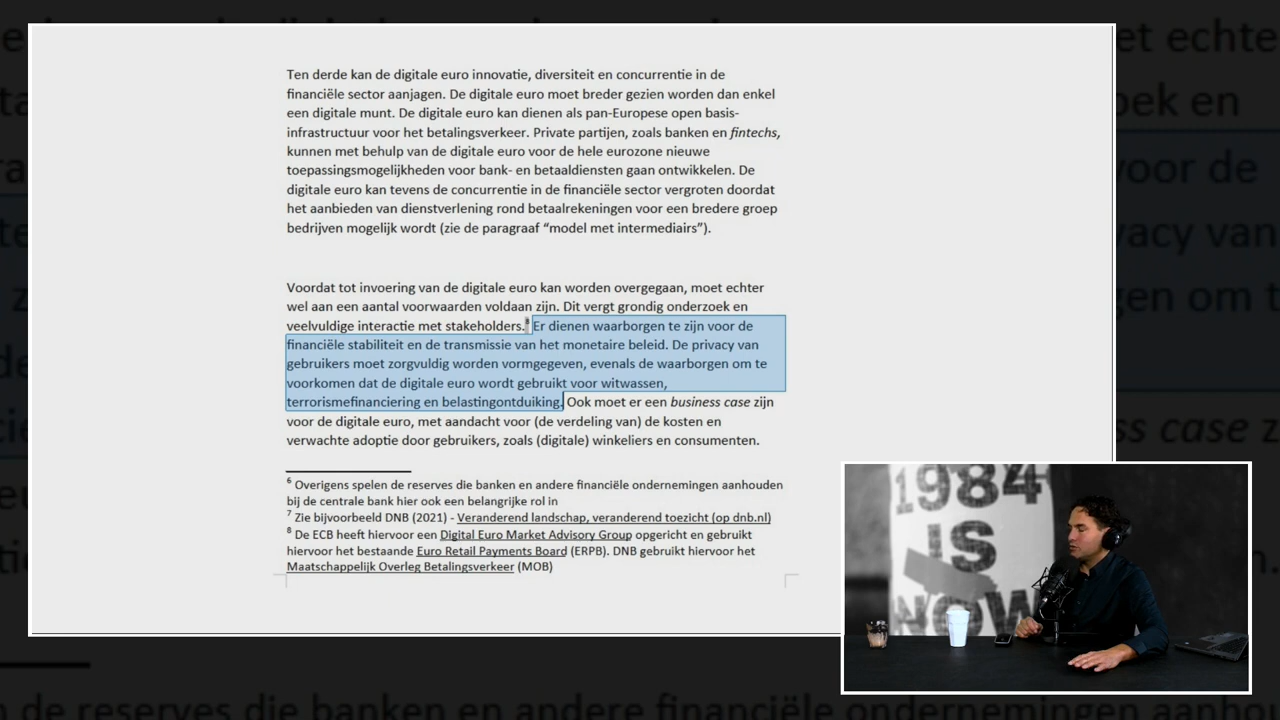 Ten derde kan de digitale euro innovatie, diversiteit en concurrentie in de
financiële sector aanjagen. De digitale euro moet breder gezien worden dan enkel
een digitale munt. De digitale euro kan dienen als pan-Europese open basis-
infrastructuur voor het betalingsverkeer. Private partijen, zoals banken en fintechs,
kunnen met behulp van de digitale euro voor de hele eurozone nieuwe
toepassingsmogelijkheden voor bank- en betaaldiensten gaan ontwikkelen. De
digitale euro kan tevens de concurrentie in de financiële sector vergroten doordat
het aanbieden van dienstverlening rond betaalrekeningen voor een bredere groep
bedrijven mogelijk wordt (zie de paragraaf “model met intermediairs”).
Voordat tot invoering van de digitale euro kan worden overgegaan, moet echter
wel aan een aantal voorwaarden voldaan zijn. Dit vergt grondig onderzoek en
veelvuldige interactie met stakeholders.⁸ Er dienen waarborgen te zijn voor de
financiële stabiliteit en de transmissie van het monetaire beleid. De privacy van
gebruikers moet zorgvuldig worden vormgegeven, evenals de waarborgen om te
voorkomen dat de digitale euro wordt gebruikt voor witwassen,
terrorismefinanciering en belastingontduiking. Ook moet er een business case zijn
voor de digitale euro, met aandacht voor (de verdeling van) de kosten en
verwachte adoptie door gebruikers, zoals (digitale) winkeliers en consumenten.
⁶ Overigens spelen de reserves die banken en andere financiële ondernemingen aanhouden
bij de centrale bank hier ook een belangrijke rol in
⁷ Zie bijvoorbeeld DNB (2021) - Veranderend landschap, veranderend toezicht (op dnb.nl)
⁸ De ECB heeft hiervoor een Digital Euro Market Advisory Group opgericht en gebruikt
hiervoor het bestaande Euro Retail Payments Board (ERPB). DNB gebruikt hiervoor het
Maatschappelijk Overleg Betalingsverkeer (MOB)
1984
IS
NOW